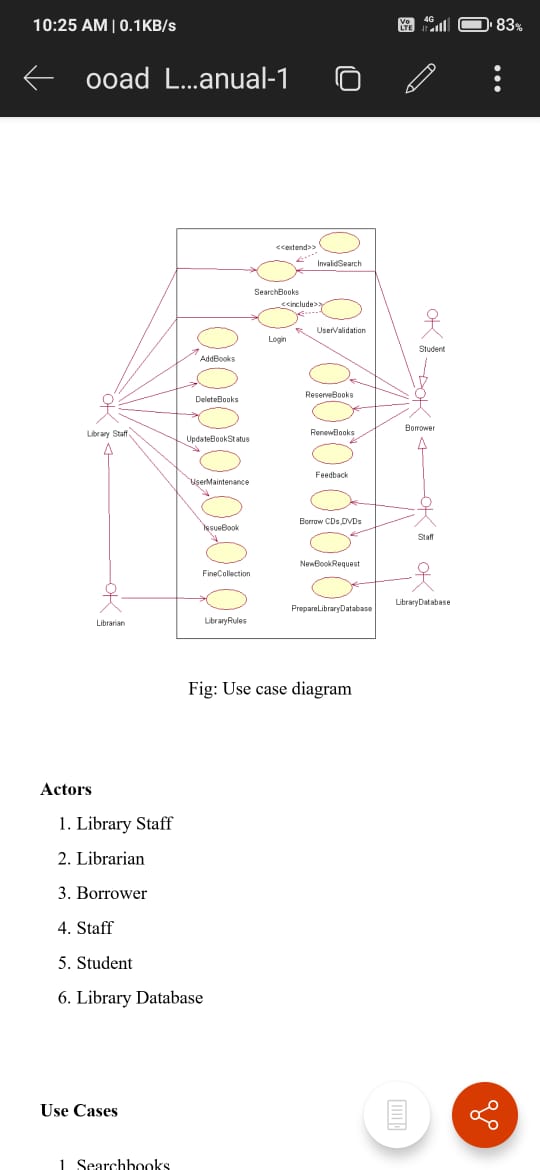 10:25 AM | 0.1KB/s
Vo LTE 4G 83%
ooad L...anual-1
<<extend>>
InvalidSearch
SearchBooks
<<include>>
UserValidation
Login
Student
AddBooks
DeleteBooks
ReserveBooks
Library Staff
UpdateBookStatus
RenewBooks
Borrower
UserMaintenance
Feedback
IssueBook
Borrow CDs,DVDs
Staff
FineCollection
NewBookRequest
Librarian
LibraryRules
PrepareLibraryDatabase
LibraryDatabase
Fig: Use case diagram
Actors
1. Library Staff
2. Librarian
3. Borrower
4. Staff
5. Student
6. Library Database
Use Cases
1. Searchbooks